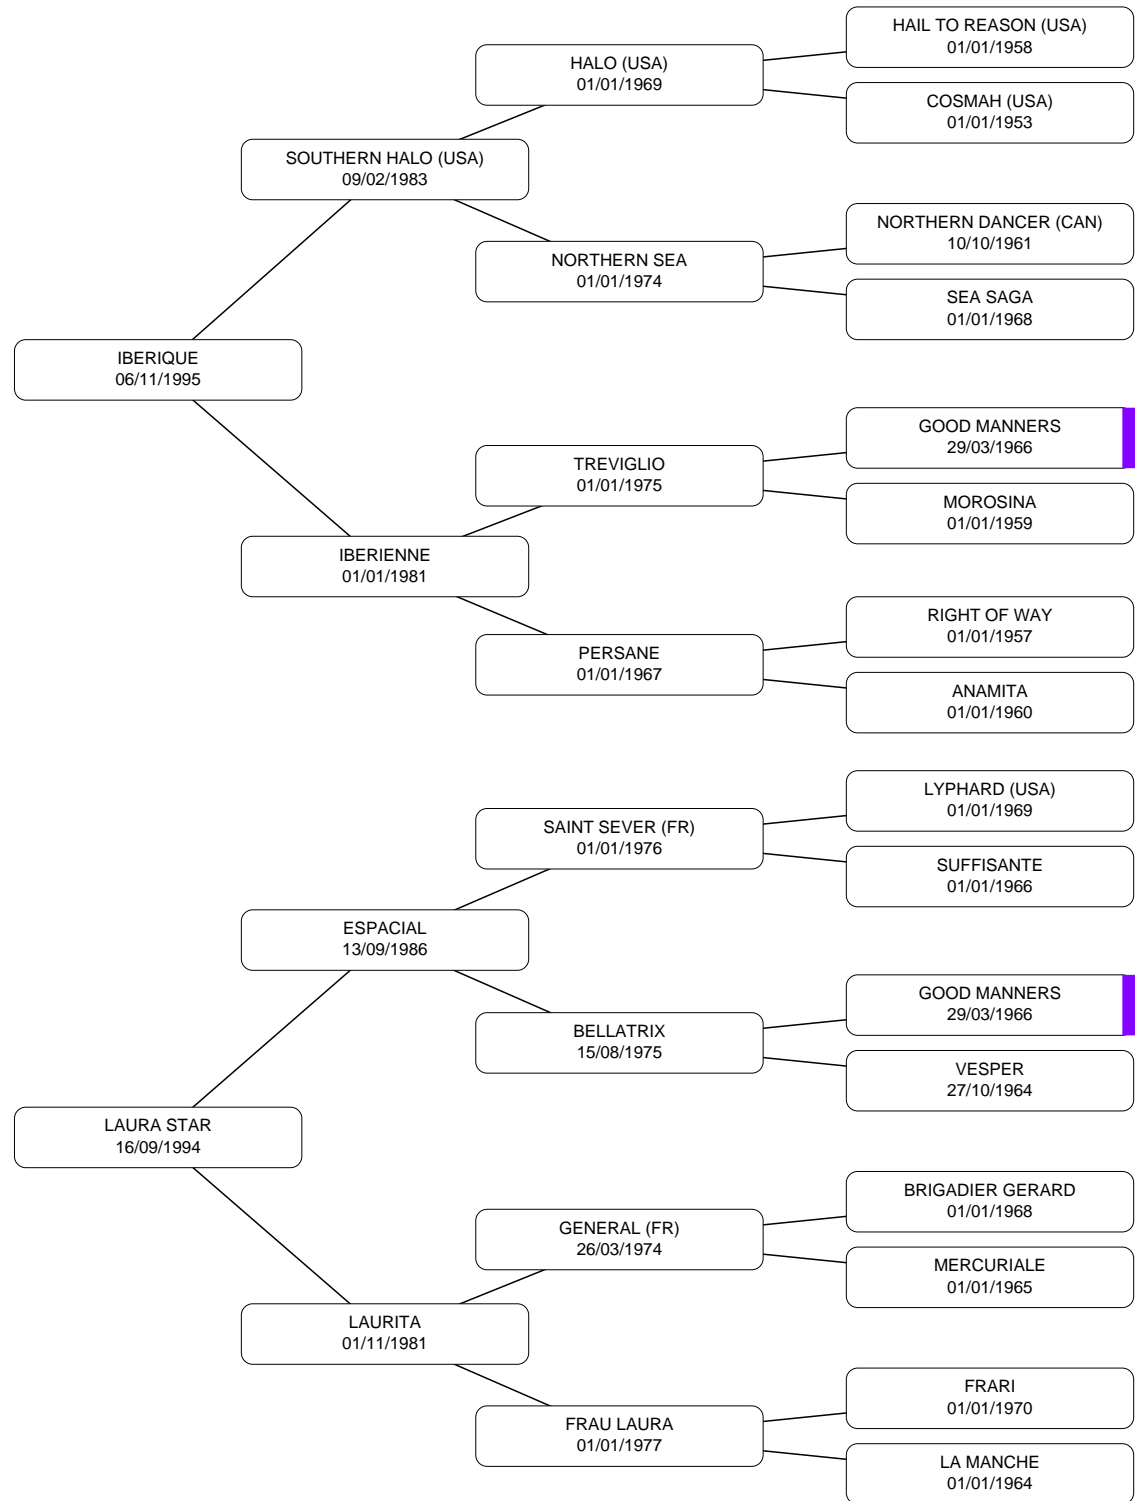 HAIL TO REASON (USA)
01/01/1958
HALO (USA)
01/01/1969
COSMAH (USA)
01/01/1953
SOUTHERN HALO (USA)
09/02/1983
NORTHERN DANCER (CAN)
10/10/1961
NORTHERN SEA
01/01/1974
SEA SAGA
01/01/1968
IBERIQUE
06/11/1995
GOOD MANNERS
29/03/1966
TREVIGLIO
01/01/1975
MOROSINA
01/01/1959
IBERIENNE
01/01/1981
RIGHT OF WAY
01/01/1957
PERSANE
01/01/1967
ANAMITA
01/01/1960
LYPHARD (USA)
01/01/1969
SAINT SEVER (FR)
01/01/1976
SUFFISANTE
01/01/1966
ESPACIAL
13/09/1986
GOOD MANNERS
29/03/1966
BELLATRIX
15/08/1975
VESPER
27/10/1964
LAURA STAR
16/09/1994
BRIGADIER GERARD
01/01/1968
GENERAL (FR)
26/03/1974
MERCURIALE
01/01/1965
LAURITA
01/11/1981
FRARI
01/01/1970
FRAU LAURA
01/01/1977
LA MANCHE
01/01/1964